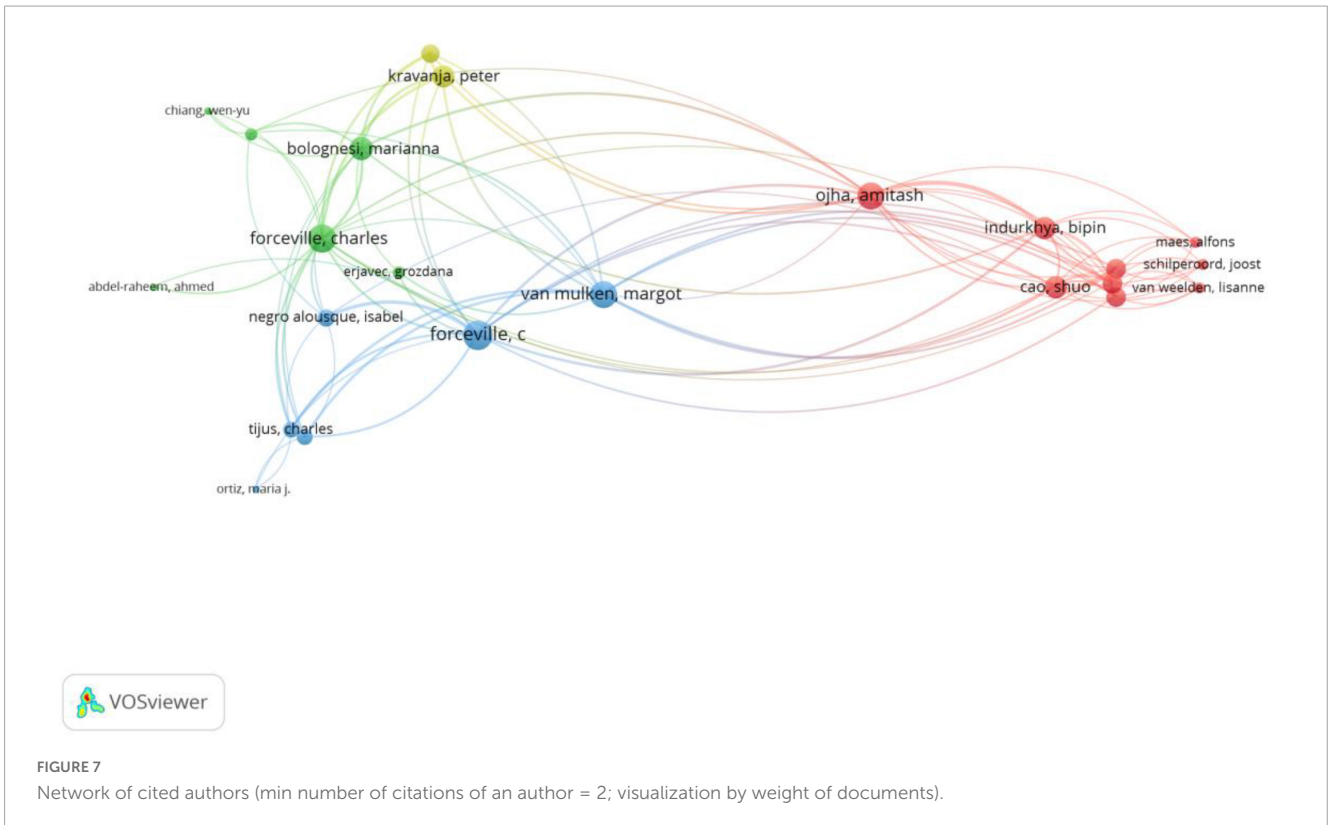 kravanja, peter
chiang, wen-yu
bolognesi, marianna
ojha, amitash
indurkhya, bipin
forceville, charles
maes, alfons
erjavec, grozdana
schilperoord, joost
abdel-raheem, ahmed
cao, shuo
van weelden, lisanne
van mulken, margot
negro alousque, isabel
forceville, c
tijus, charles
ortiz, maria j.
VOSviewer
FIGURE 7
Network of cited authors (min number of citations of an author = 2; visualization by weight of documents).